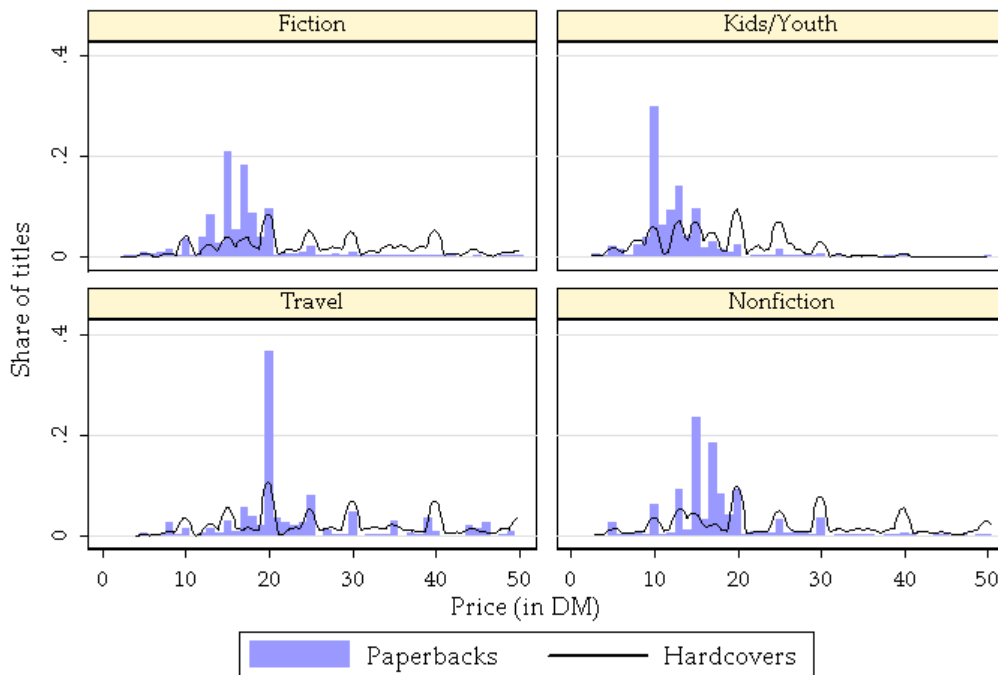 Fiction
Kids/Youth
.4
.2
0
Travel
Nonfiction
.4
.2
0
Share of titles
0 10 20 30 40 50
0 10 20 30 40 50
Price (in DM)
Paperbacks
Hardcovers